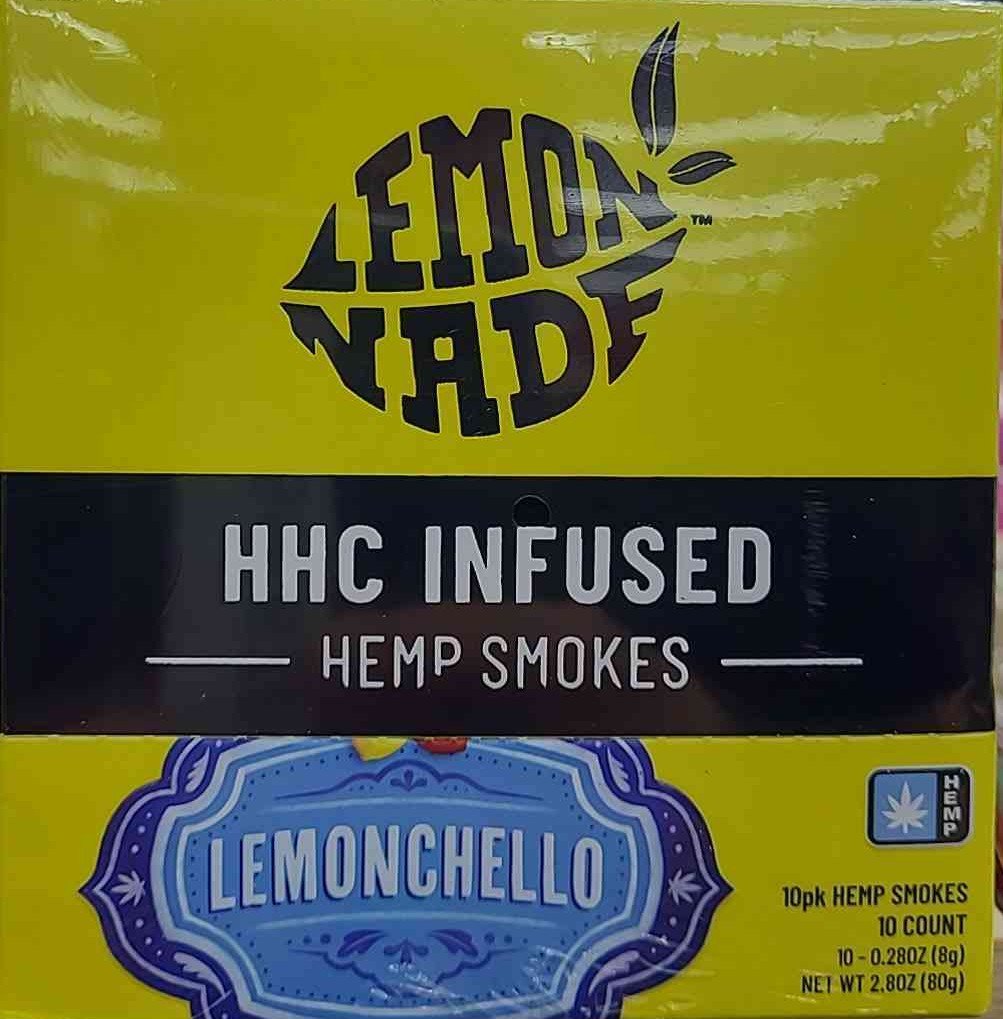 LEMON
NADE
TM
HHC INFUSED
HEMP SMOKES
LEMONCHELLO
HEMP
10pk HEMP SMOKES
10 COUNT
10 - 0.28OZ (8g)
NET WT 2.8OZ (80g)